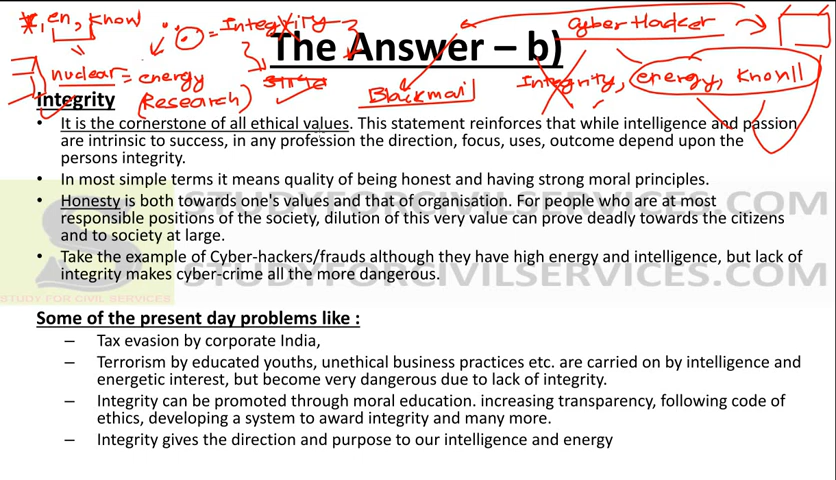 *, en, know
= Integrity
Cyber Hacker
The Answer – b)
nuclear = energy
(Research)
Blackmail
Integrity, energy, Knowll
Integrity
• It is the cornerstone of all ethical values. This statement reinforces that while intelligence and passion
are intrinsic to success, in any profession the direction, focus, uses, outcome depend upon the
persons integrity.
• In most simple terms it means quality of being honest and having strong moral principles.
• Honesty is both towards one's values and that of organisation. For people who are at most
responsible positions of the society, dilution of this very value can prove deadly towards the citizens
and to society at large.
• Take the example of Cyber-hackers/frauds although they have high energy and intelligence, but lack of
integrity makes cyber-crime all the more dangerous.
STUDYFORCIVILSERVICES.COM
STUDYFORCIVILSERVICES.COM
STUDY FOR CIVIL SERVICES
Some of the present day problems like :
– Tax evasion by corporate India,
– Terrorism by educated youths, unethical business practices etc. are carried on by intelligence and
energetic interest, but become very dangerous due to lack of integrity.
– Integrity can be promoted through moral education. increasing transparency, following code of
ethics, developing a system to award integrity and many more.
– Integrity gives the direction and purpose to our intelligence and energy